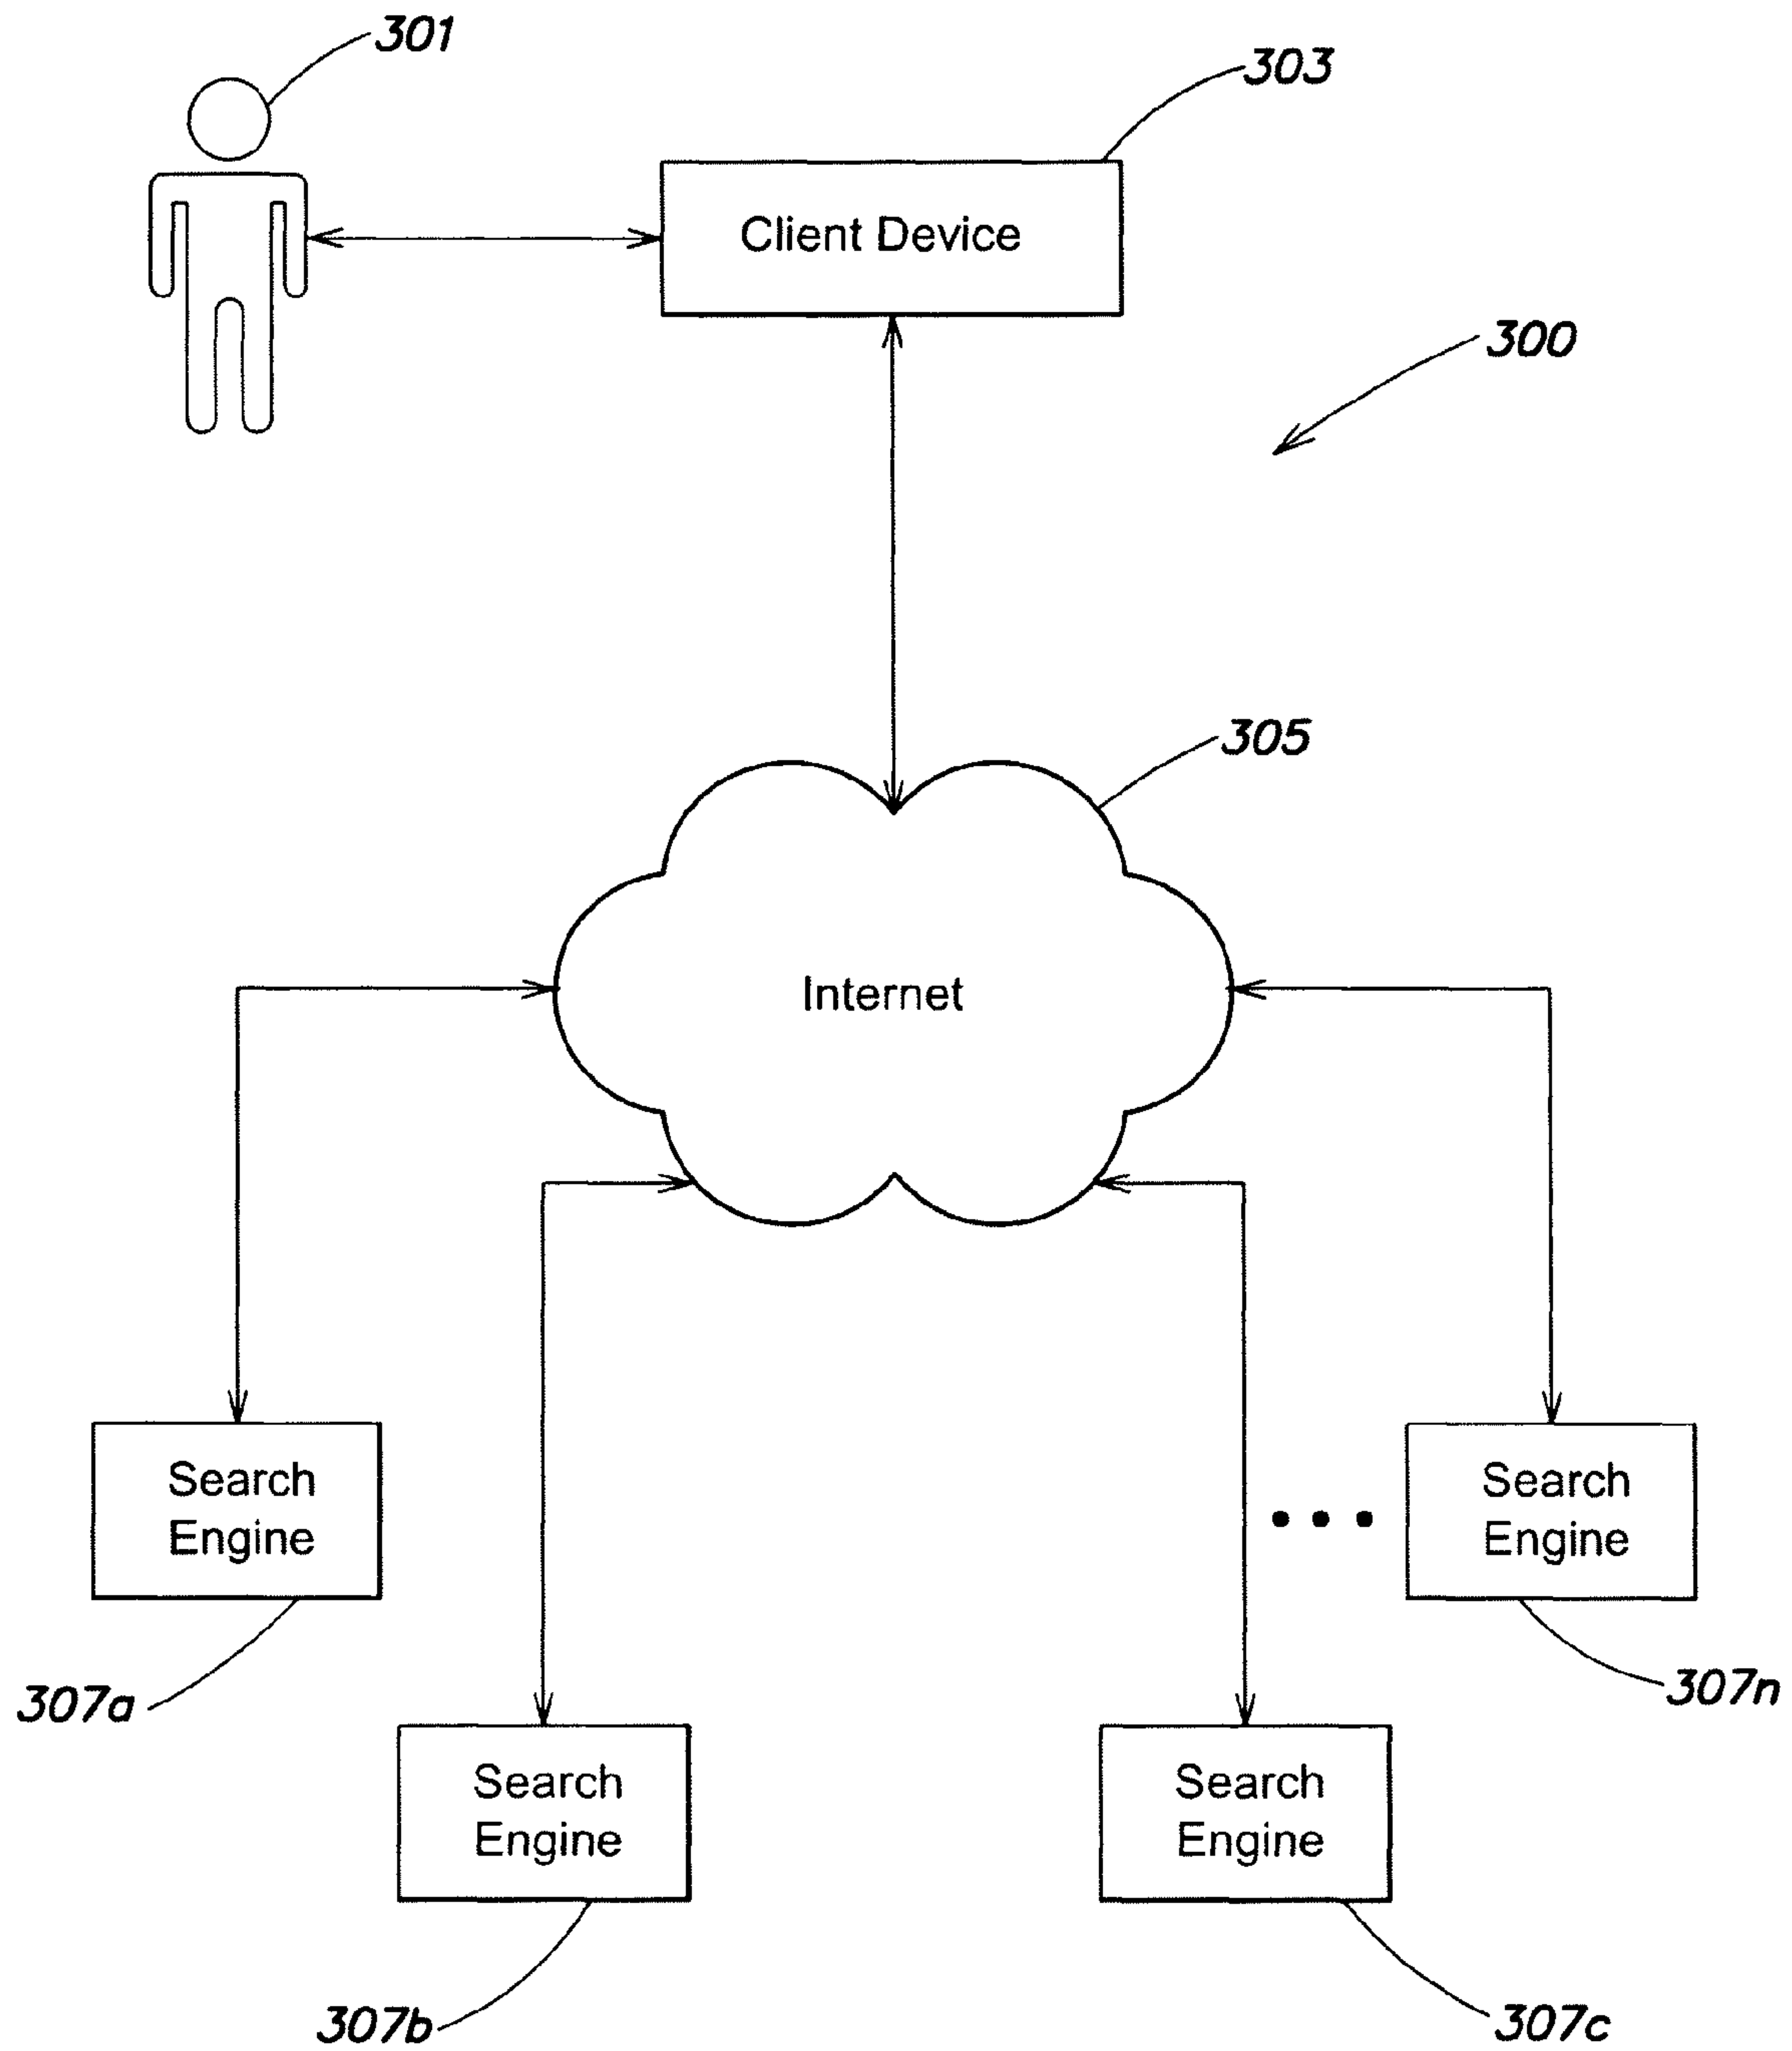 301
303
Client Device
300
305
Internet
Search
Engine
Search
Engine
307a
307n
Search
Engine
Search
Engine
307b
307c